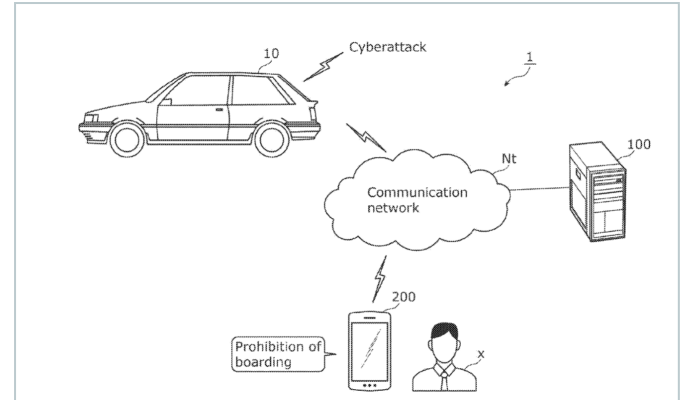 10
Cyberattack
1
Communication
network
Nt
100
200
Prohibition of
boarding
x